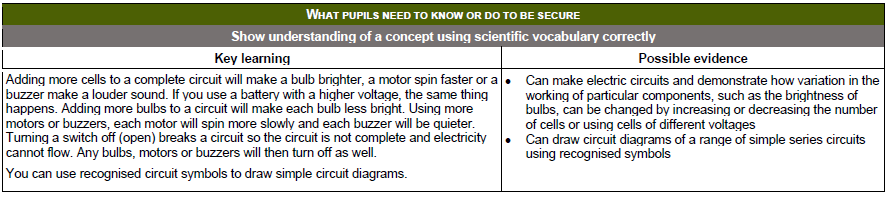 WHAT PUPILS NEED TO KNOW OR DO TO BE SECURE
Show understanding of a concept using scientific vocabulary correctly
Key learning
Possible evidence
Adding more cells to a complete circuit will make a bulb brighter, a motor spin faster or a
buzzer make a louder sound. If you use a battery with a higher voltage, the same thing
happens. Adding more bulbs to a circuit will make each bulb less bright. Using more
motors or buzzers, each motor will spin more slowly and each buzzer will be quieter.
Turning a switch off (open) breaks a circuit so the circuit is not complete and electricity
cannot flow. Any bulbs, motors or buzzers will then turn off as well.
You can use recognised circuit symbols to draw simple circuit diagrams.
• Can make electric circuits and demonstrate how variation in the
working of particular components, such as the brightness of
bulbs, can be changed by increasing or decreasing the number
of cells or using cells of different voltages
• Can draw circuit diagrams of a range of simple series circuits
using recognised symbols